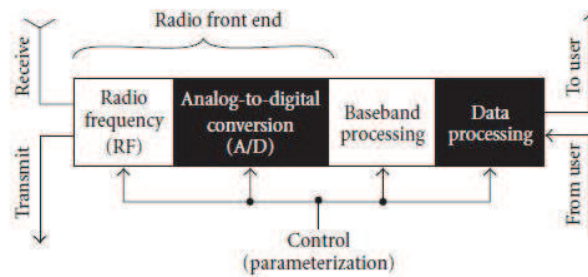 Radio front end
Receive
Transmit
Radio
frequency
(RF)
Analog-to-digital
conversion
(A/D)
Baseband
processing
Data
processing
To user
From user
Control
(parameterization)